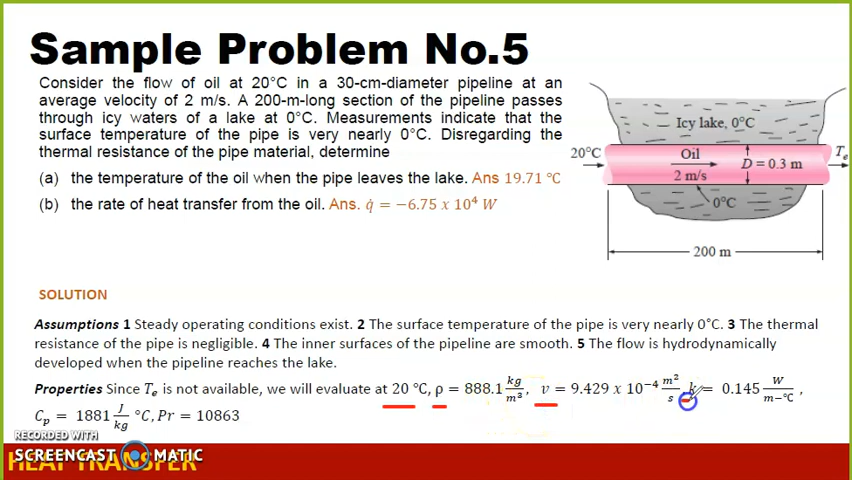 Sample Problem No.5
Consider the flow of oil at 20°C in a 30-cm-diameter pipeline at an
average velocity of 2 m/s. A 200-m-long section of the pipeline passes
through icy waters of a lake at 0°C. Measurements indicate that the
surface temperature of the pipe is very nearly 0°C. Disregarding the
thermal resistance of the pipe material, determine
(a) the temperature of the oil when the pipe leaves the lake. Ans 19.71 °C
(b) the rate of heat transfer from the oil. Ans. q̇ = −6.75 x 10⁴ W
Icy lake, 0°C
20°C
Oil
2 m/s
D = 0.3 m
Tₑ
0°C
200 m
SOLUTION
Assumptions 1 Steady operating conditions exist. 2 The surface temperature of the pipe is very nearly 0°C. 3 The thermal
resistance of the pipe is negligible. 4 The inner surfaces of the pipeline are smooth. 5 The flow is hydrodynamically
developed when the pipeline reaches the lake.
Properties Since Tₑ is not available, we will evaluate at 20 °C, ρ = 888.1 kg/m³, v = 9.429 x 10⁻⁴ m²/s k = 0.145 W/m−°C ,
Cₚ = 1881 J/kg °C, Pr = 10863
RECORDED WITH
SCREENCAST MATIC
HEAT TRANSFER